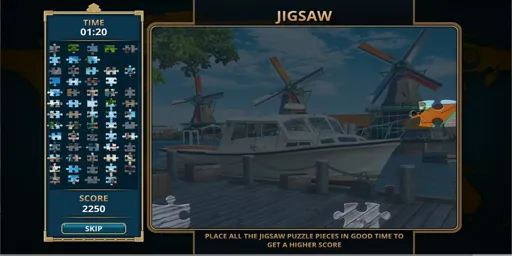 JIGSAW
TIME
01:20
SCORE
2250
SKIP
PLACE ALL THE JIGSAW PUZZLE PIECES IN GOOD TIME TO
GET A HIGHER SCORE